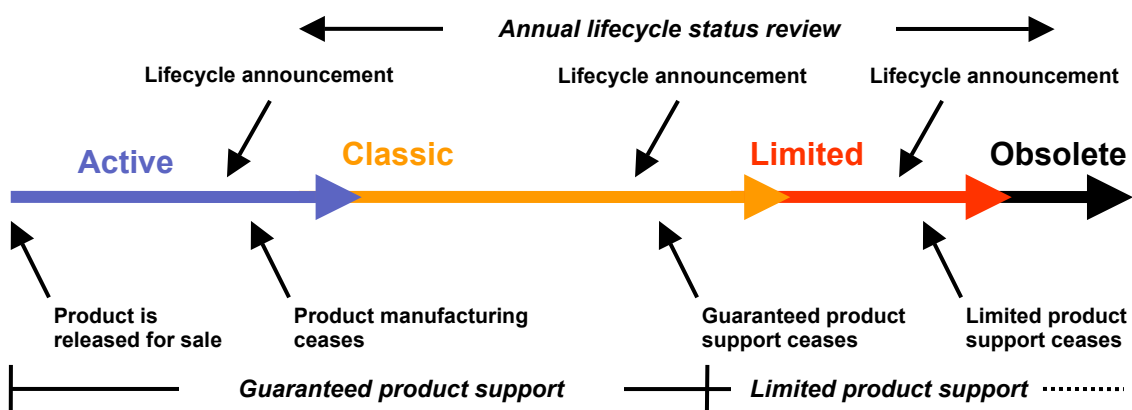 Annual lifecycle status review
Lifecycle announcement
Lifecycle announcement
Lifecycle announcement
Active
Classic
Limited
Obsolete
Product is
released for sale
Product manufacturing
ceases
Guaranteed product
support ceases
Limited product
support ceases
Guaranteed product support
Limited product support